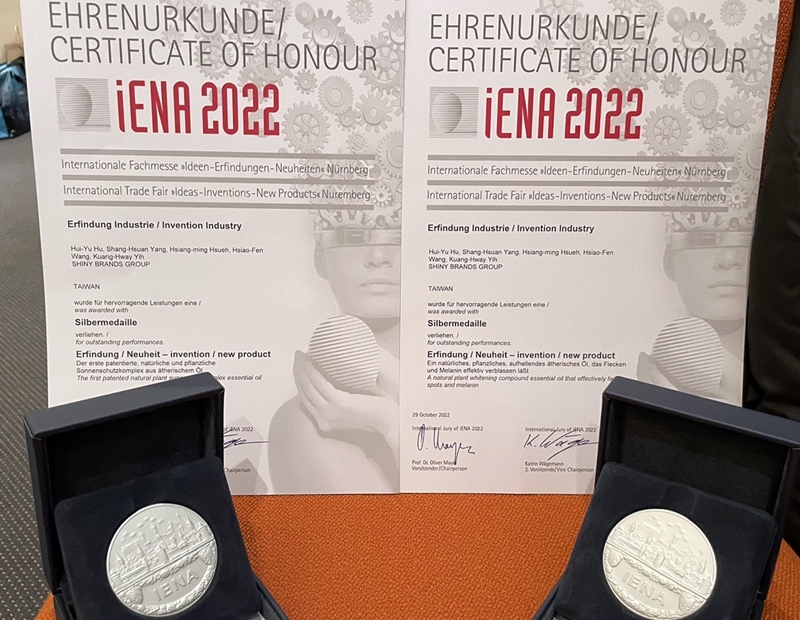 EHRENURKUNDE/
CERTIFICATE OF HONOUR
iENA 2022
Internationale Fachmesse »Ideen-Erfindungen-Neuheiten« Nürnberg
International Trade Fair »Ideas-Inventions-New Products« Nuremberg
Erfindung Industrie / Invention Industry
Hui-Yu Hu, Shang-Hsuan Yang, Hsiang-ming Hsueh, Hsiao-Fen
Wang, Kuang-Hway Yih
SHINY BRANDS GROUP
TAIWAN
wurde für hervorragende Leistungen eine /
was awarded with
Silbermedaille
verliehen. /
for outstanding performances.
Erfindung / Neuheit – invention / new product
Der erste patentierte, natürliche und pflanzliche
Sonnenschutzkomplex aus ätherischem Öl
The first patented natural plant essential oil
of iENA 2022
Chairperson
IENA
EHRENURKUNDE/
CERTIFICATE OF HONOUR
iENA 2022
Internationale Fachmesse »Ideen-Erfindungen-Neuheiten« Nürnberg
International Trade Fair »Ideas-Inventions-New Products« Nuremberg
Erfindung Industrie / Invention Industry
Hui-Yu Hu, Shang-Hsuan Yang, Hsiang-ming Hsueh, Hsiao-Fen
Wang, Kuang-Hway Yih
SHINY BRANDS GROUP
TAIWAN
wurde für hervorragende Leistungen eine /
was awarded with
Silbermedaille
verliehen. /
for outstanding performances.
Erfindung / Neuheit – invention / new product
Ein natürliches, pflanzliches, aufhellendes ätherisches Öl, das Flecken
und Melanin effektiv verblassen läßt
A natural plant whitening compound essential oil that effectively
spots and melanin
29 October 2022
International Jury of iENA 2022
Prof. Dr. Oliver Mayer
Vorsitzender/Chairperson
International Jury of iENA 2022
Katrin Wägemann
2. Vorsitzende/Vice Chairperson
IENA